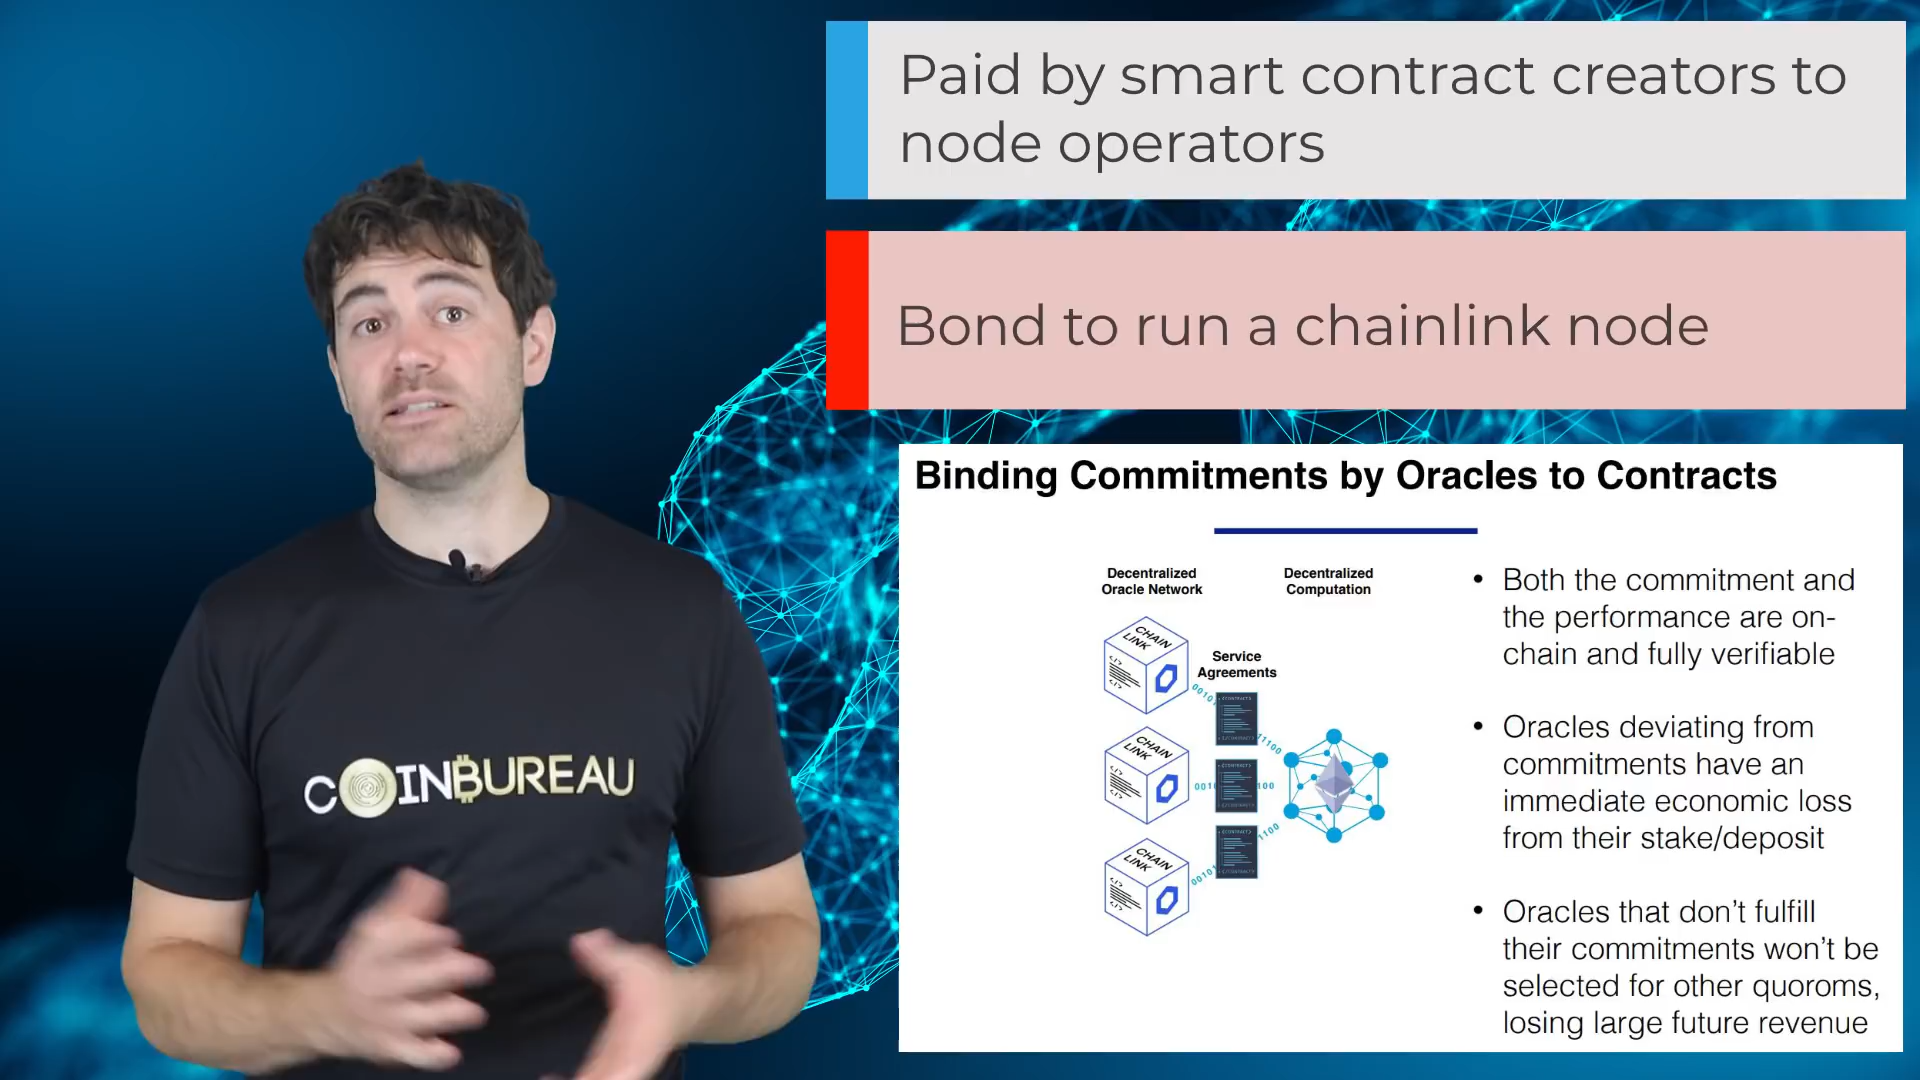 Paid by smart contract creators to
node operators
Bond to run a chainlink node
Binding Commitments by Oracles to Contracts
Decentralized
Oracle Network
Decentralized
Computation
Service
Agreements
CHAIN
LINK
CHAIN
LINK
CHAIN
LINK
• Both the commitment and
the performance are on-
chain and fully verifiable
• Oracles deviating from
commitments have an
immediate economic loss
from their stake/deposit
• Oracles that don't fulfill
their commitments won't be
selected for other quoroms,
losing large future revenue
COINBUREAU